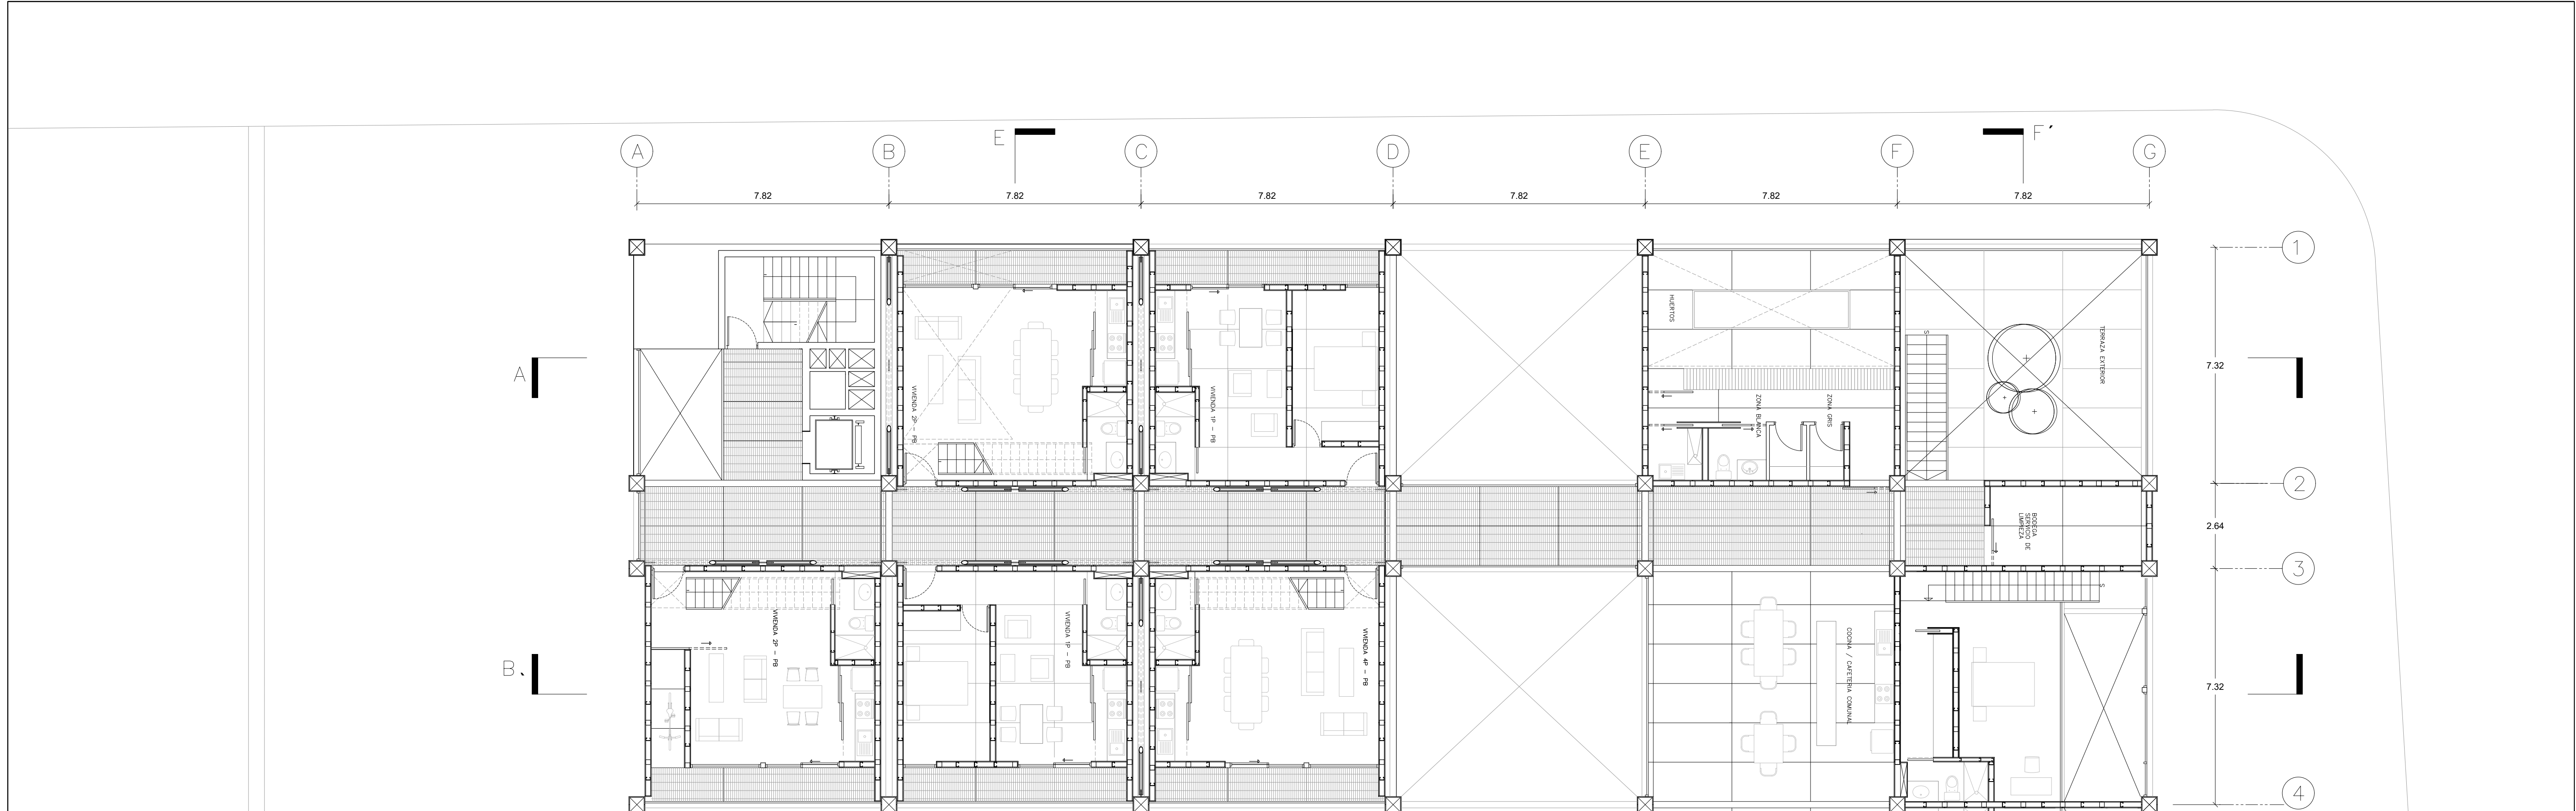 E
F´
A
B
C
D
E
F
G
7.82
7.82
7.82
7.82
7.82
7.82
1
7.32
2
2.64
3
7.32
4
A
B.
HUERTOS
TERRAZA EXTERIOR
S
VIVIENDA 2P - PB
VIVIENDA 1P - PB
ZONA BLANCA
ZONA GRIS
BODEGA
SERVICIO DE
LIMPIEZA
S
VIVIENDA 2P - PB
VIVIENDA 1P - PB
VIVIENDA 4P - PB
COCINA / CAFETERIA COMUNAL